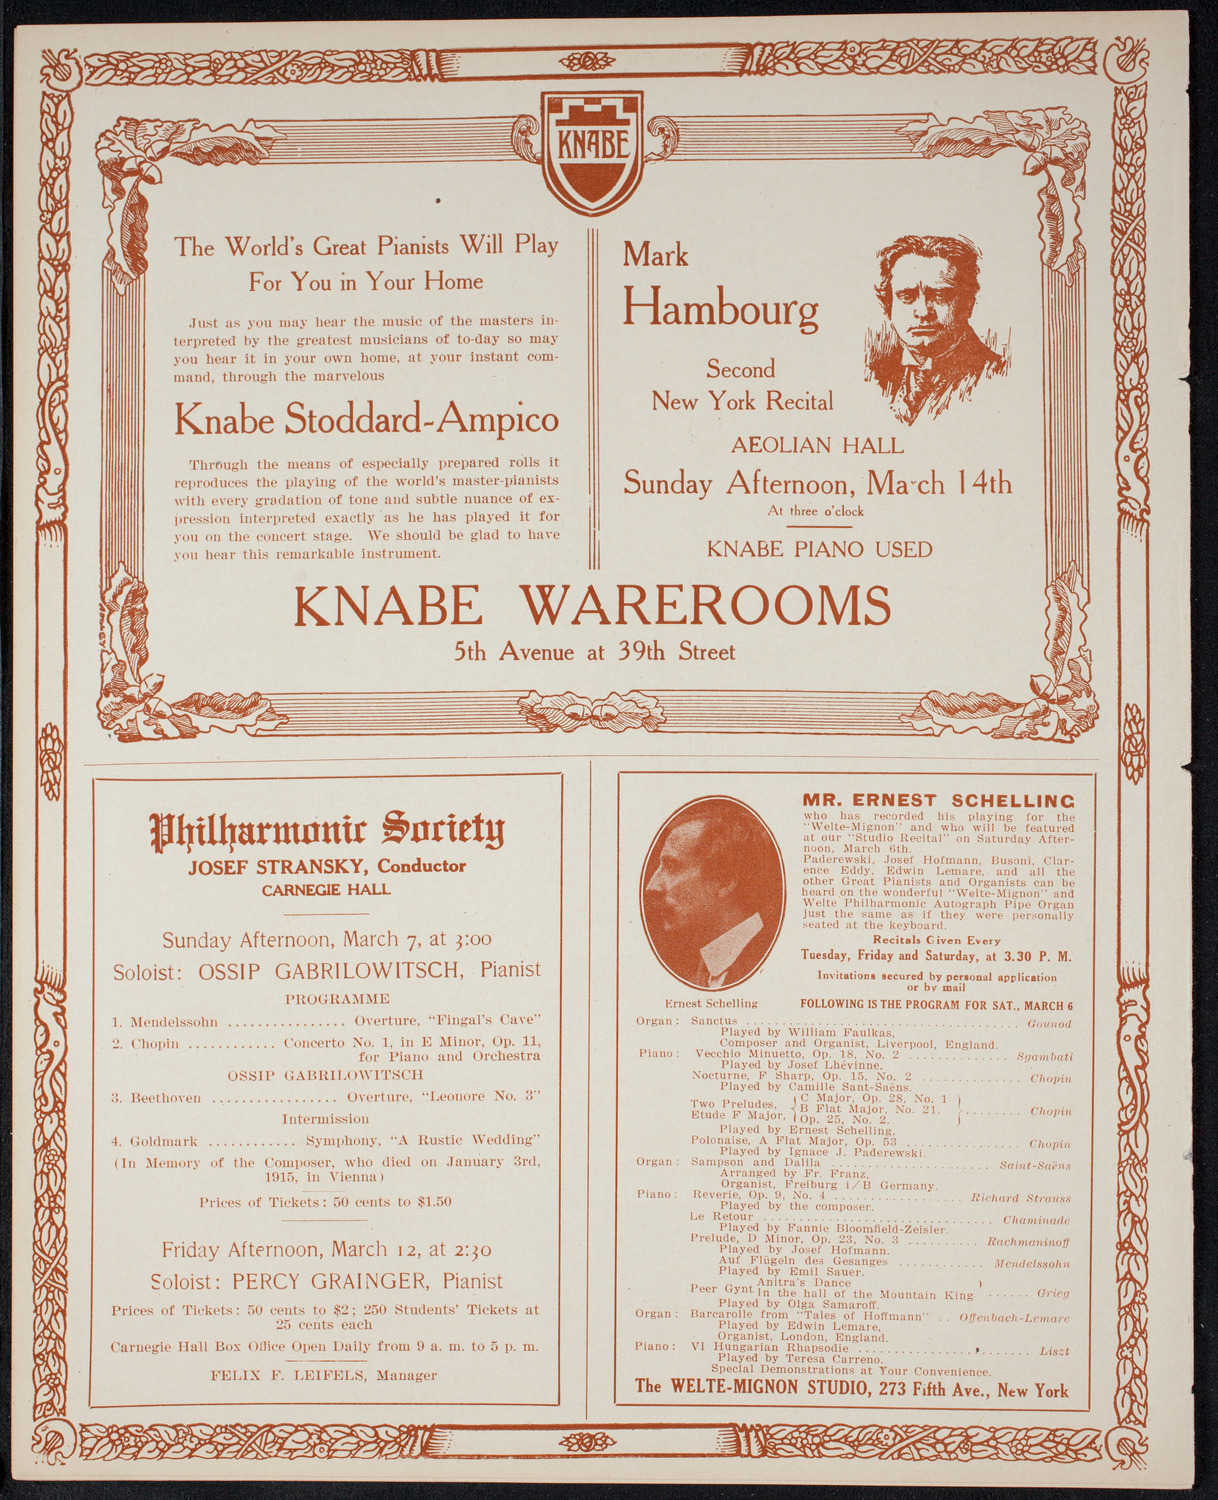 KNABE
The World's Great Pianists Will Play
For You in Your Home
Just as you may hear the music of the masters in-
terpreted by the greatest musicians of to-day so may
you hear it in your own home, at your instant com-
mand, through the marvelous
Knabe Stoddard-Ampico
Through the means of especially prepared rolls it
reproduces the playing of the world's master-pianists
with every gradation of tone and subtle nuance of ex-
pression interpreted exactly as he has played it for
you on the concert stage. We should be glad to have
you hear this remarkable instrument.
Mark
Hambourg
Second
New York Recital
AEOLIAN HALL
Sunday Afternoon, March 14th
At three o'clock
KNABE PIANO USED
KNABE WAREROOMS
5th Avenue at 39th Street
Philharmonic Society
JOSEF STRANSKY, Conductor
CARNEGIE HALL
Sunday Afternoon, March 7, at 3:00
Soloist: OSSIP GABRILOWITSCH, Pianist
PROGRAMME
1. Mendelssohn ................ Overture, "Fingal's Cave"
2. Chopin ............ Concerto No. 1, in E Minor, Op. 11,
for Piano and Orchestra
OSSIP GABRILOWITSCH
3. Beethoven ................ Overture, "Leonore No. 3"
Intermission
4. Goldmark ............ Symphony, "A Rustic Wedding"
(In Memory of the Composer, who died on January 3rd,
1915, in Vienna)
Prices of Tickets: 50 cents to $1.50
Friday Afternoon, March 12, at 2:30
Soloist: PERCY GRAINGER, Pianist
Prices of Tickets: 50 cents to $2; 250 Students' Tickets at
25 cents each
Carnegie Hall Box Office Open Daily from 9 a. m. to 5 p. m.
FELIX F. LEIFELS, Manager
MR. ERNEST SCHELLING
who has recorded his playing for the
"Welte-Mignon" and who will be featured
at our "Studio Recital" on Saturday After-
noon, March 6th.
Paderewski, Josef Hofmann, Busoni, Clar-
ence Eddy, Edwin Lemare, and all the
other Great Pianists and Organists can be
heard on the wonderful "Welte-Mignon" and
Welte Philharmonic Autograph Pipe Organ
just the same as if they were personally
seated at the keyboard.
Recitals Given Every
Tuesday, Friday and Saturday, at 3.30 P. M.
Invitations secured by personal application
or by mail
Ernest Schelling
FOLLOWING IS THE PROGRAM FOR SAT., MARCH 6
Organ: Sanctus ................ Gounod
Played by William Faulkas,
Composer and Organist, Liverpool, England.
Piano: Vecchio Minuetto, Op. 18, No. 2 .............. Sgambati
Played by Josef Lhévinne.
Nocturne, F Sharp, Op. 15, No. 2 .............. Chopin
Played by Camille Sant-Saëns.
Two Preludes, { C Major, Op. 28, No. 1 }
B Flat Major, No. 21. ......... Chopin
Etude F Major, { Op. 25, No. 2. }
Played by Ernest Schelling.
Polonaise, A Flat Major, Op. 53 ................ Chopin
Played by Ignace J. Paderewski.
Organ: Sampson and Dalila ................ Saint-Saëns
Arranged by Fr. Franz,
Organist, Freiburg i/B Germany.
Piano: Reverie, Op. 9, No. 4 ................ Richard Strauss
Played by the composer.
Le Retour ................ Chaminade
Played by Fannie Bloomfield-Zeisler.
Prelude, D Minor, Op. 23, No. 3 .......... Rachmaninoff
Played by Josef Hofmann.
Auf Flügeln des Gesanges ............ Mendelssohn
Played by Emil Sauer.
Anitra's Dance )
Peer Gynt In the hall of the Mountain King ...... Grieg
Played by Olga Samaroff.
Organ: Barcarolle from "Tales of Hoffmann" .. Offenbach-Lemare
Played by Edwin Lemare,
Organist, London, England.
Piano: VI Hungarian Rhapsodie ................ Liszt
Played by Teresa Carreno.
Special Demonstrations at Your Convenience.
The WELTE-MIGNON STUDIO, 273 Fifth Ave., New York